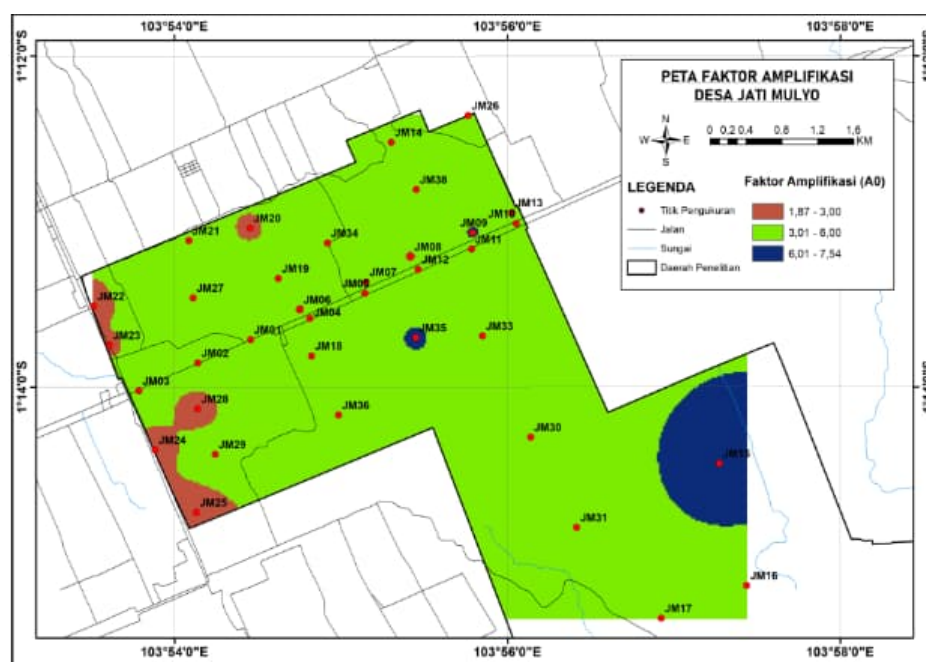 103°54'0"E 103°56'0"E 103°58'0"E
1°12'0"S
PETA FAKTOR AMPLIFIKASI
DESA JATI MULYO
N
W E
S
0 0,20,4 0,8 1,2 1,6
KM
LEGENDA
Titik Pengukuran
Jalan
Sungai
Daerah Penelitian
Faktor Amplifikasi (A0)
1,87 - 3,00
3,01 - 6,00
6,01 - 7,54
JM26
JM14
JM38
JM13
JM10
JM20
JM09
JM21
JM34
JM11
JM08
JM12
JM19
JM07
JM05
JM27
JM22
JM06
JM04
JM35
JM33
JM01
JM23
JM18
JM02
JM03
1°14'0"S
JM28
JM36
JM30
JM24
JM29
JM15
JM25
JM31
JM16
JM17
103°54'0"E 103°56'0"E 103°58'0"E